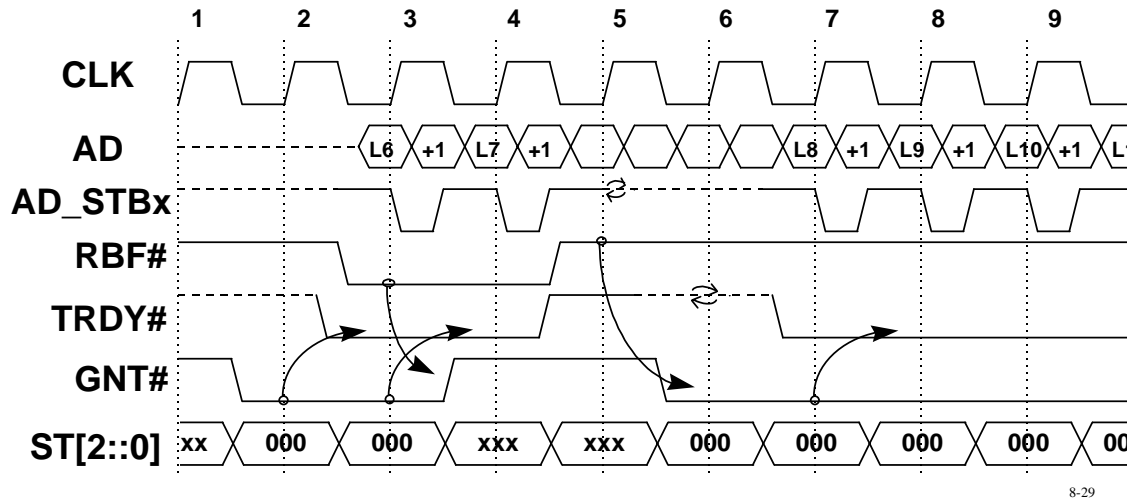 1 2 3 4 5 6 7 8 9
CLK
AD L6 +1 L7 +1 L8 +1 L9 +1 L10 +1
AD_STBx
RBF#
TRDY#
GNT#
ST[2::0] xx 000 000 xxx xxx 000 000 000 000
8-29